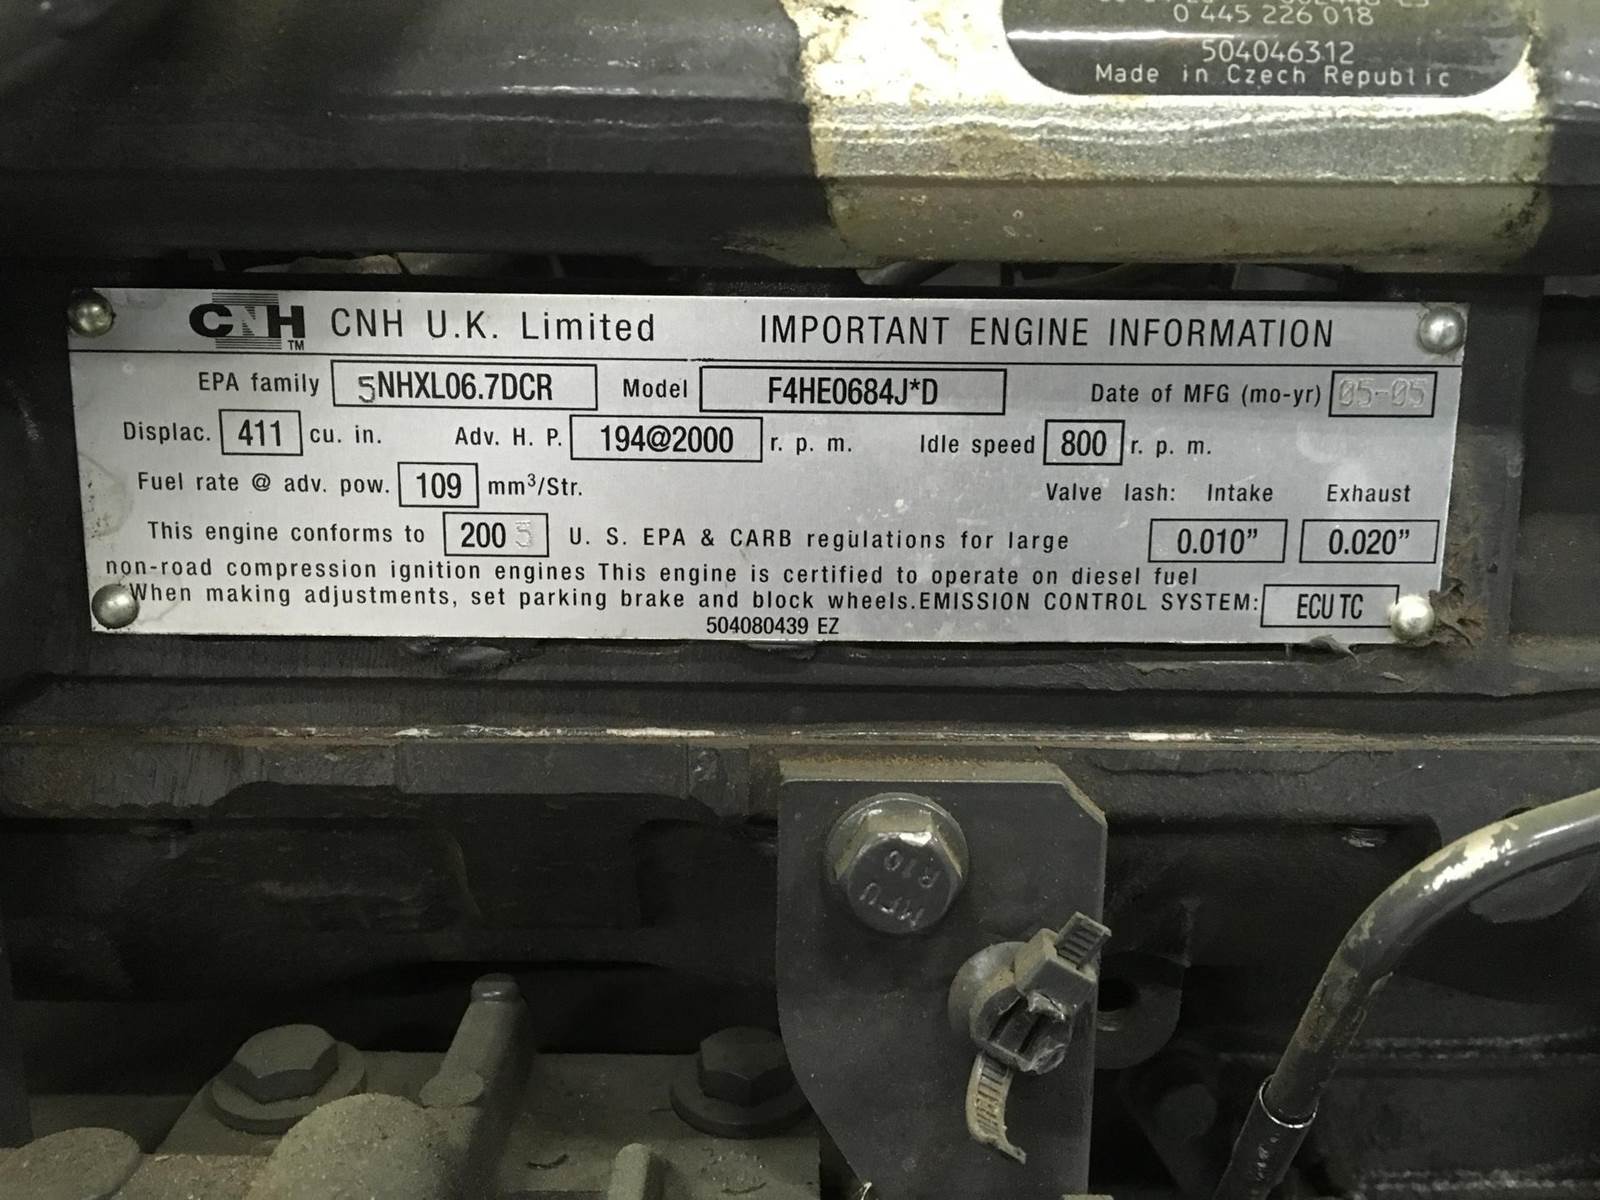 0 445 226 018
504046312
Made in Czech Republic
CNH TM CNH U.K. Limited IMPORTANT ENGINE INFORMATION
EPA family 5NHXL06.7DCR Model F4HE0684J*D Date of MFG (mo-yr) 05-05
Displac. 411 cu. in. Adv. H. P. 194@2000 r. p. m. Idle speed 800 r. p. m.
Fuel rate @ adv. pow. 109 mm³/Str. Valve lash: Intake Exhaust
This engine conforms to 2005 U. S. EPA & CARB regulations for large 0.010" 0.020"
non-road compression ignition engines This engine is certified to operate on diesel fuel
When making adjustments, set parking brake and block wheels.EMISSION CONTROL SYSTEM: ECU TC
504080439 EZ
MFU
R10